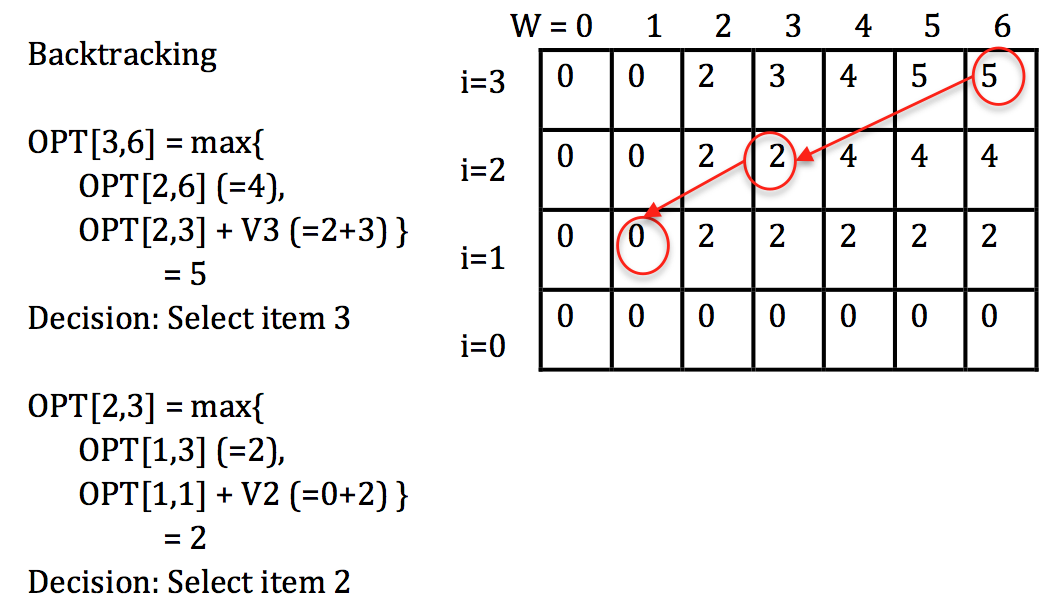 Backtracking
OPT[3,6] = max{
OPT[2,6] (=4),
OPT[2,3] + V3 (=2+3) }
= 5
Decision: Select item 3
OPT[2,3] = max{
OPT[1,3] (=2),
OPT[1,1] + V2 (=0+2) }
= 2
Decision: Select item 2
W = 0 1 2 3 4 5 6
i=3 0 0 2 3 4 5 5
i=2 0 0 2 2 4 4 4
i=1 0 0 2 2 2 2 2
i=0 0 0 0 0 0 0 0